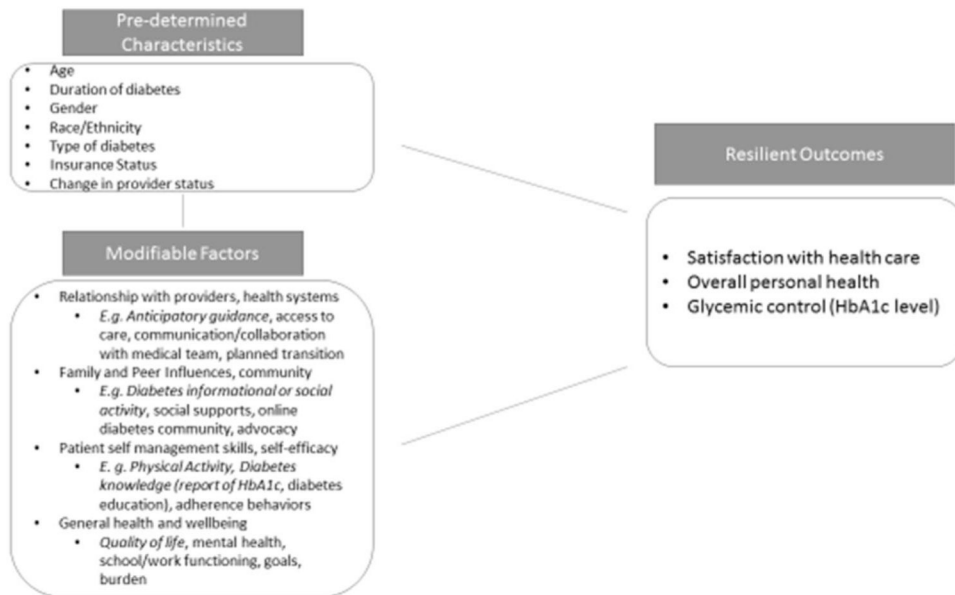 Pre-determined
Characteristics
• Age
• Duration of diabetes
• Gender
• Race/Ethnicity
• Type of diabetes
• Insurance Status
• Change in provider status
Modifiable Factors
• Relationship with providers, health systems
• E.g. Anticipatory guidance, access to
care, communication/collaboration
with medical team, planned transition
• Family and Peer Influences, community
• E.g. Diabetes informational or social
activity, social supports, online
diabetes community, advocacy
• Patient self management skills, self-efficacy
• E. g. Physical Activity, Diabetes
knowledge (report of HbA1c, diabetes
education), adherence behaviors
• General health and wellbeing
• Quality of life, mental health,
school/work functioning, goals,
burden
Resilient Outcomes
• Satisfaction with health care
• Overall personal health
• Glycemic control (HbA1c level)